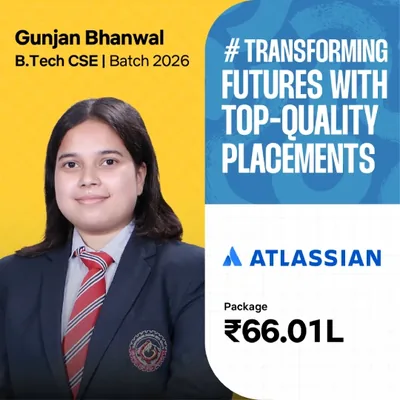 Gunjan Bhanwal
B.Tech CSE | Batch 2026
# TRANSFORMING
FUTURES WITH
TOP-QUALITY
PLACEMENTS
ATLASSIAN
Package
₹66.01L